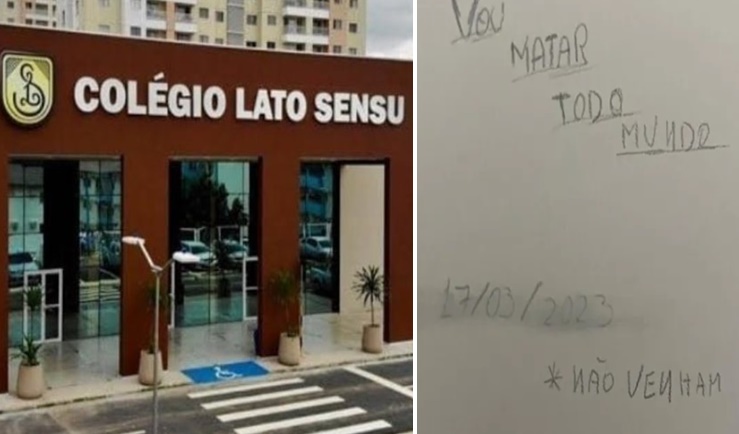 COLÉGIO LATO SENSU
VOU
MATAR
TODO
MUNDO
17/03/2023
*NÃO VENHAM